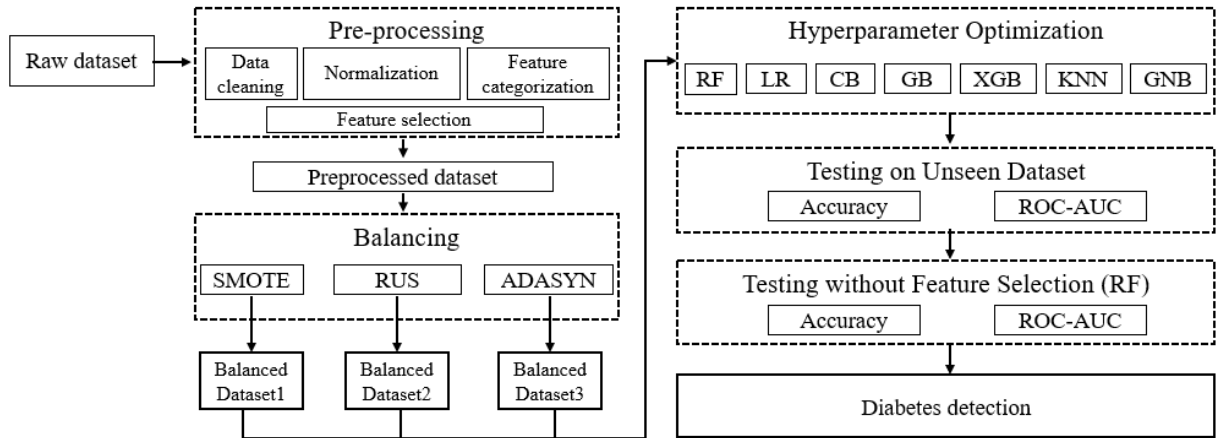 Raw dataset
Pre-processing
Data
cleaning
Normalization
Feature
categorization
Feature selection
Preprocessed dataset
Balancing
SMOTE
RUS
ADASYN
Balanced
Dataset1
Balanced
Dataset2
Balanced
Dataset3
Hyperparameter Optimization
RF
LR
CB
GB
XGB
KNN
GNB
Testing on Unseen Dataset
Accuracy
ROC-AUC
Testing without Feature Selection (RF)
Accuracy
ROC-AUC
Diabetes detection